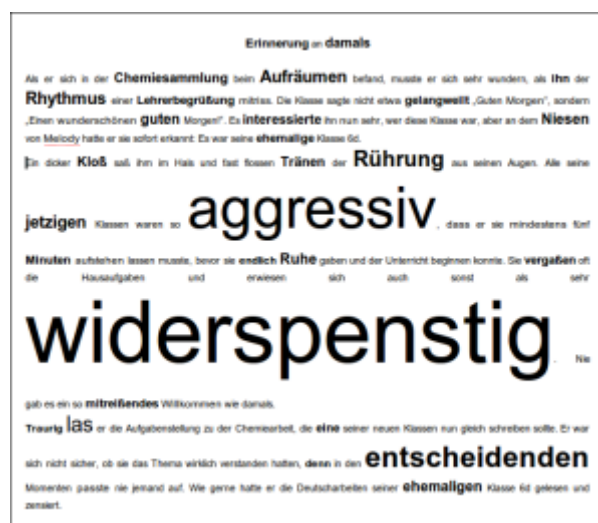 Erinnerung an damals
Als er sich in der Chemiesammlung beim Aufräumen befand, musste er sich sehr wundern, als ihn der
Rhythmus einer Lehrerbegrüßung mitriss. Die Klasse sagte nicht etwa gelangweilt „Guten Morgen“, sondern
„Einen wunderschönen guten Morgen!“. Es interessierte ihn nun sehr, wer diese Klasse war, aber an dem Niesen
von Melody hatte er sie sofort erkannt: Es war seine ehemalige Klasse 6d.
Ein dicker Kloß saß ihm im Hals und fast flossen Tränen der Rührung aus seinen Augen. Alle seine
jetzigen Klassen waren so aggressiv, dass er sie mindestens fünf
Minuten aufstehen lassen musste, bevor sie endlich Ruhe gaben und der Unterricht beginnen konnte. Sie vergaßen oft
die Hausaufgaben und erwiesen sich auch sonst als sehr
widerspenstig. Nie
gab es ein so mitreißendes Willkommen wie damals.
Traurig las er die Aufgabenstellung zu der Chemiearbeit, die eine seiner neuen Klassen nun gleich schreiben sollte. Er war
sich nicht sicher, ob sie das Thema wirklich verstanden hatten, denn in den entscheidenden
Momenten passte nie jemand auf. Wie gerne hatte er die Deutscharbeiten seiner ehemaligen Klasse 6d gelesen und
zensiert.